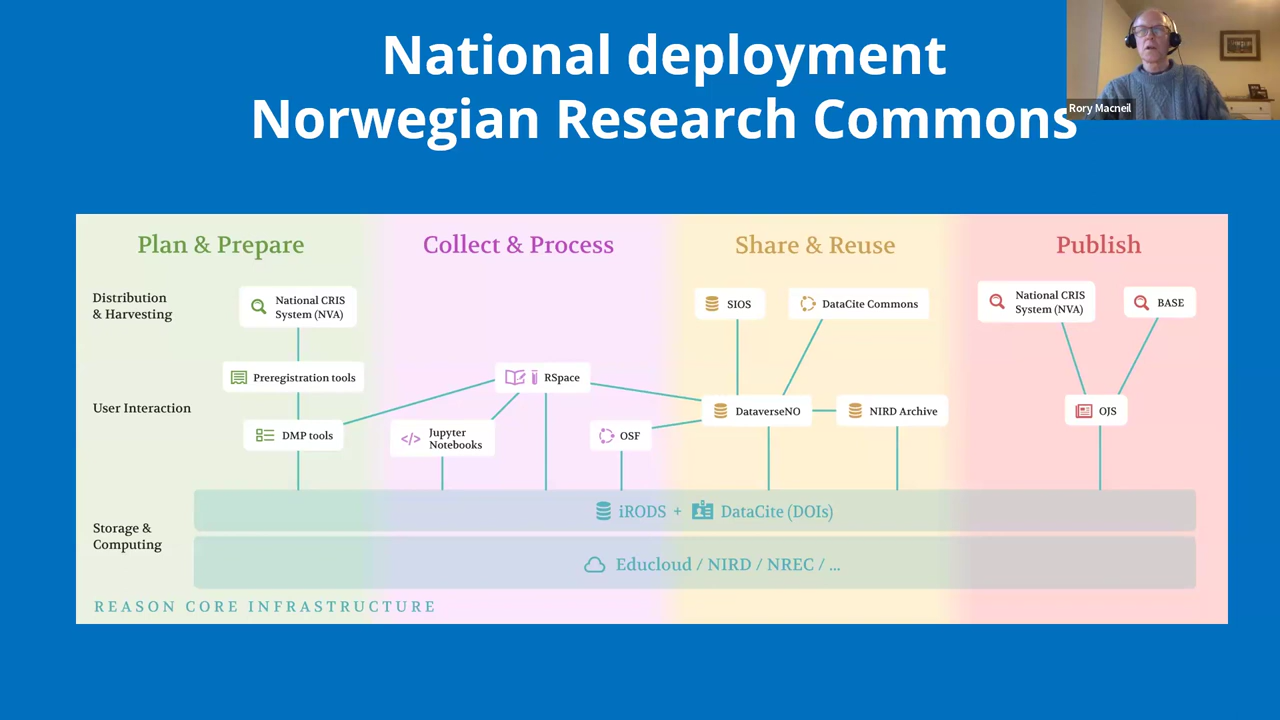 National deployment
Norwegian Research Commons
Rory Macneil
Plan & Prepare
Collect & Process
Share & Reuse
Publish
Distribution
& Harvesting
National CRIS
System (NVA)
SIOS
DataCite Commons
National CRIS
System (NVA)
BASE
User Interaction
Preregistration tools
RSpace
DMP tools
Jupyter
Notebooks
OSF
DataverseNO
NIRD Archive
OJS
Storage &
Computing
iRODS + DataCite (DOIs)
Educloud / NIRD / NREC / ...
REASON CORE INFRASTRUCTURE